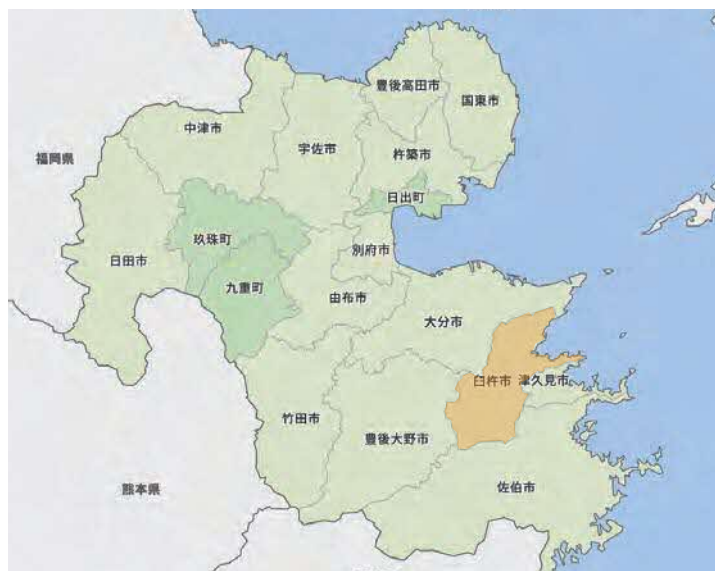 豊後高田市
国東市
中津市
宇佐市
杵築市
福岡県
日出町
玖珠町
別府市
日田市
九重町
由布市
大分市
臼杵市
津久見市
竹田市
豊後大野市
佐伯市
熊本県